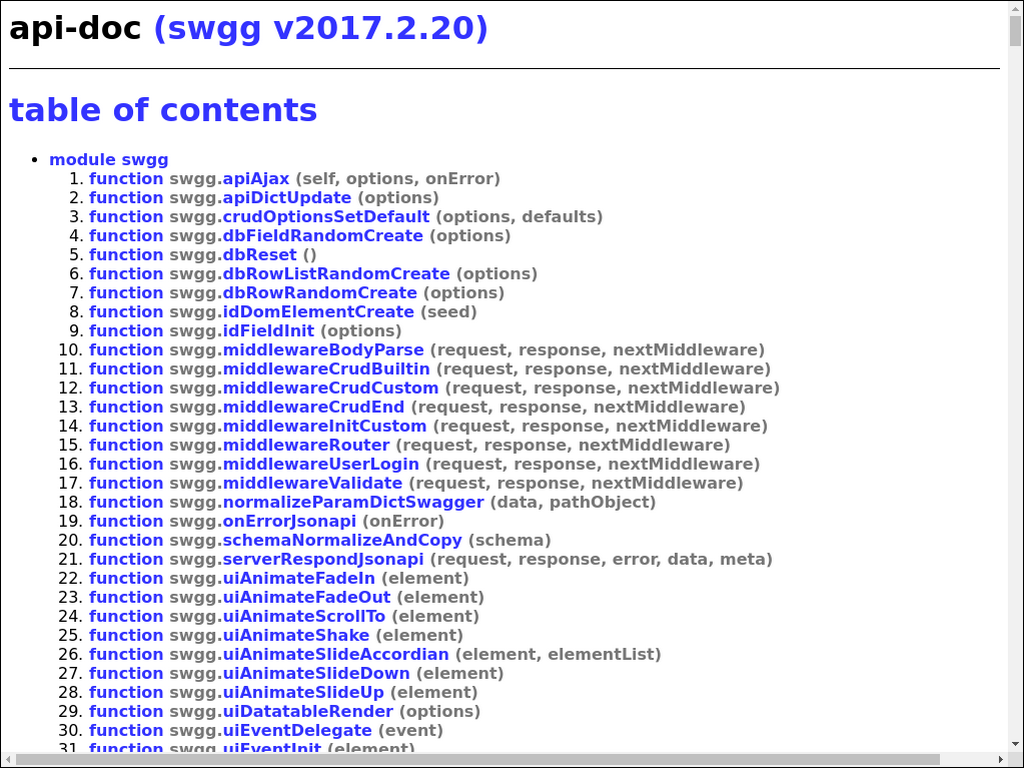 api-doc (swgg v2017.2.20)
table of contents
• module swgg
1. function swgg.apiAjax (self, options, onError)
2. function swgg.apiDictUpdate (options)
3. function swgg.crudOptionsSetDefault (options, defaults)
4. function swgg.dbFieldRandomCreate (options)
5. function swgg.dbReset ()
6. function swgg.dbRowListRandomCreate (options)
7. function swgg.dbRowRandomCreate (options)
8. function swgg.idDomElementCreate (seed)
9. function swgg.idFieldInit (options)
10. function swgg.middlewareBodyParse (request, response, nextMiddleware)
11. function swgg.middlewareCrudBuiltin (request, response, nextMiddleware)
12. function swgg.middlewareCrudCustom (request, response, nextMiddleware)
13. function swgg.middlewareCrudEnd (request, response, nextMiddleware)
14. function swgg.middlewareInitCustom (request, response, nextMiddleware)
15. function swgg.middlewareRouter (request, response, nextMiddleware)
16. function swgg.middlewareUserLogin (request, response, nextMiddleware)
17. function swgg.middlewareValidate (request, response, nextMiddleware)
18. function swgg.normalizeParamDictSwagger (data, pathObject)
19. function swgg.onErrorJsonapi (onError)
20. function swgg.schemaNormalizeAndCopy (schema)
21. function swgg.serverRespondJsonapi (request, response, error, data, meta)
22. function swgg.uiAnimateFadeIn (element)
23. function swgg.uiAnimateFadeOut (element)
24. function swgg.uiAnimateScrollTo (element)
25. function swgg.uiAnimateShake (element)
26. function swgg.uiAnimateSlideAccordian (element, elementList)
27. function swgg.uiAnimateSlideDown (element)
28. function swgg.uiAnimateSlideUp (element)
29. function swgg.uiDatatableRender (options)
30. function swgg.uiEventDelegate (event)
31. function swgg.uiEventInit (element)